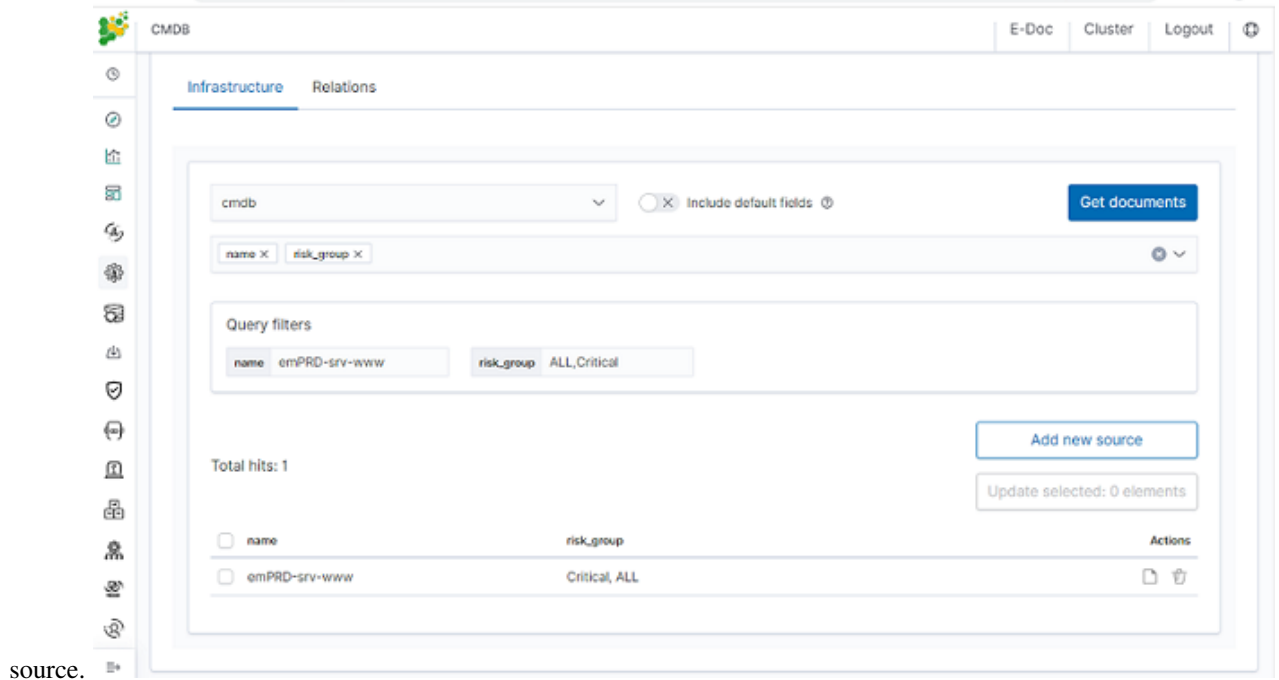 CMDB
E-Doc Cluster Logout
Infrastructure Relations
cmdb Include default fields Get documents
name risk_group
Query filters
name emPRD-srv-www risk_group ALL,Critical
Add new source
Total hits: 1
Update selected: 0 elements
name risk_group Actions
emPRD-srv-www Critical, ALL
source.